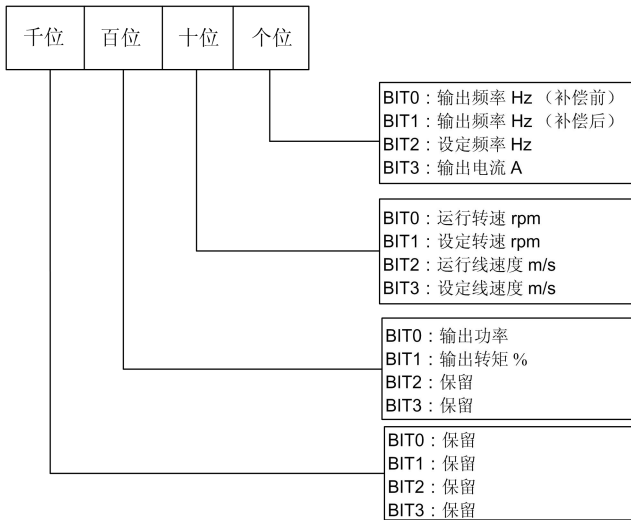 千位 百位 十位 个位
BIT0：输出频率 Hz （补偿前）
BIT1：输出频率 Hz （补偿后）
BIT2：设定频率 Hz
BIT3：输出电流 A
BIT0：运行转速 rpm
BIT1：设定转速 rpm
BIT2：运行线速度 m/s
BIT3：设定线速度 m/s
BIT0：输出功率
BIT1：输出转矩 %
BIT2：保留
BIT3：保留
BIT0：保留
BIT1：保留
BIT2：保留
BIT3：保留